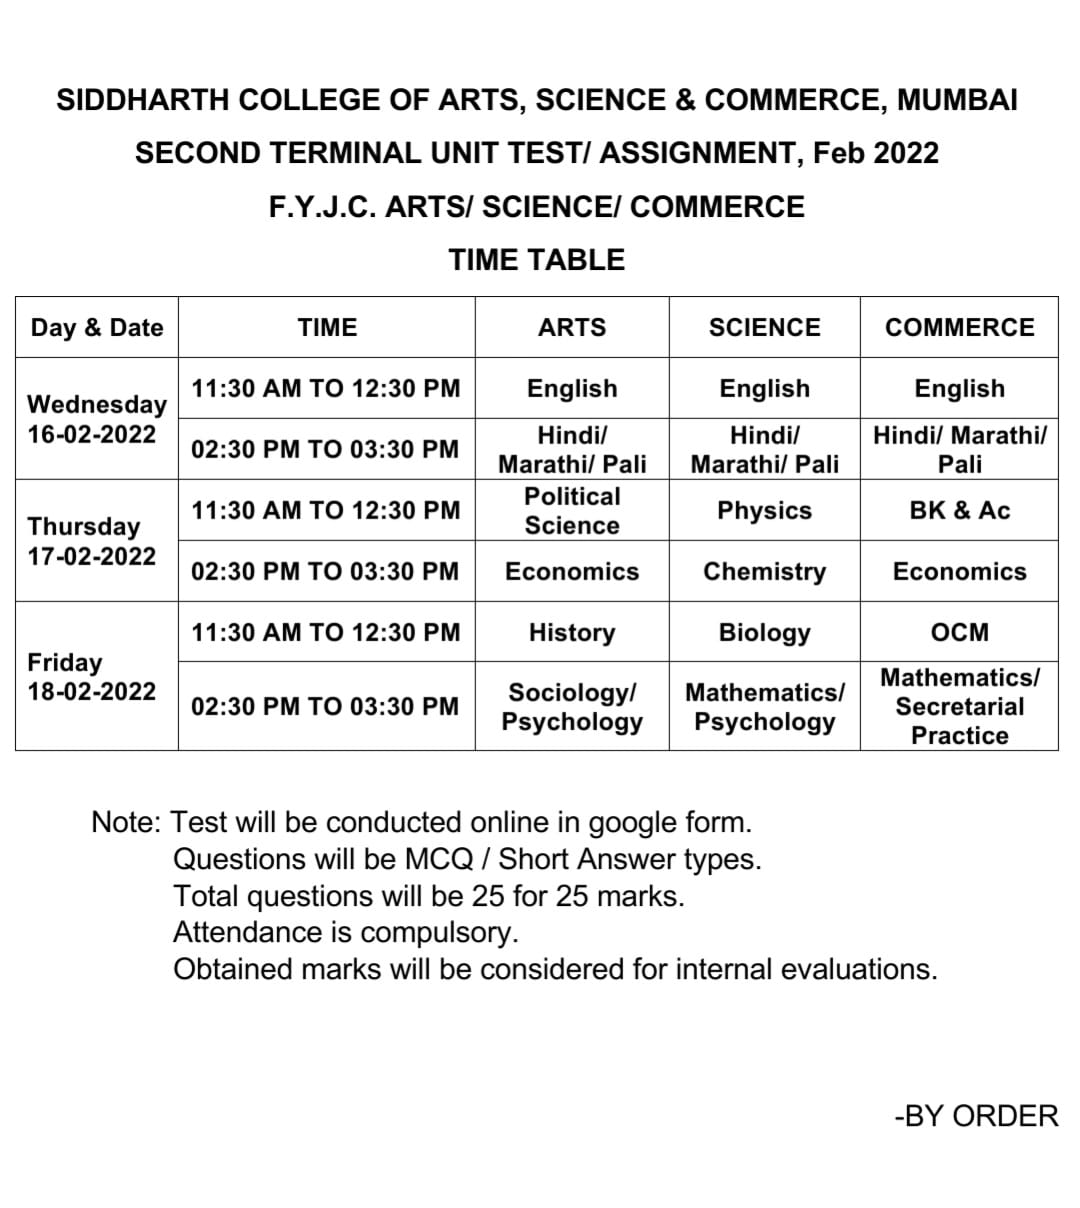 SIDDHARTH COLLEGE OF ARTS, SCIENCE & COMMERCE, MUMBAI
SECOND TERMINAL UNIT TEST/ ASSIGNMENT, Feb 2022
F.Y.J.C. ARTS/ SCIENCE/ COMMERCE
TIME TABLE
Day & Date TIME ARTS SCIENCE COMMERCE
Wednesday
16-02-2022
11:30 AM TO 12:30 PM English English English
02:30 PM TO 03:30 PM
Hindi/
Marathi/ Pali
Hindi/
Marathi/ Pali
Hindi/ Marathi/
Pali
Thursday
17-02-2022
11:30 AM TO 12:30 PM
Political
Science
Physics
BK & Ac
02:30 PM TO 03:30 PM Economics Chemistry Economics
Friday
18-02-2022
11:30 AM TO 12:30 PM History Biology OCM
02:30 PM TO 03:30 PM
Sociology/
Psychology
Mathematics/
Psychology
Mathematics/
Secretarial
Practice
Note: Test will be conducted online in google form.
Questions will be MCQ / Short Answer types.
Total questions will be 25 for 25 marks.
Attendance is compulsory.
Obtained marks will be considered for internal evaluations.
-BY ORDER